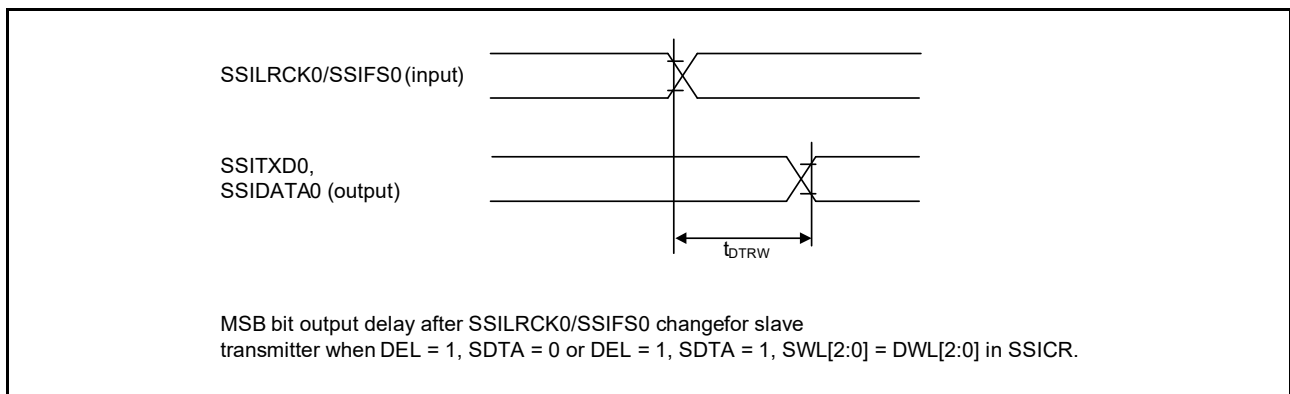 SSILRCK0/SSIFS0 (input)
SSITXD0,
SSIDATA0 (output)
tDTRW
MSB bit output delay after SSILRCK0/SSIFS0 changefor slave
transmitter when DEL = 1, SDTA = 0 or DEL = 1, SDTA = 1, SWL[2:0] = DWL[2:0] in SSICR.